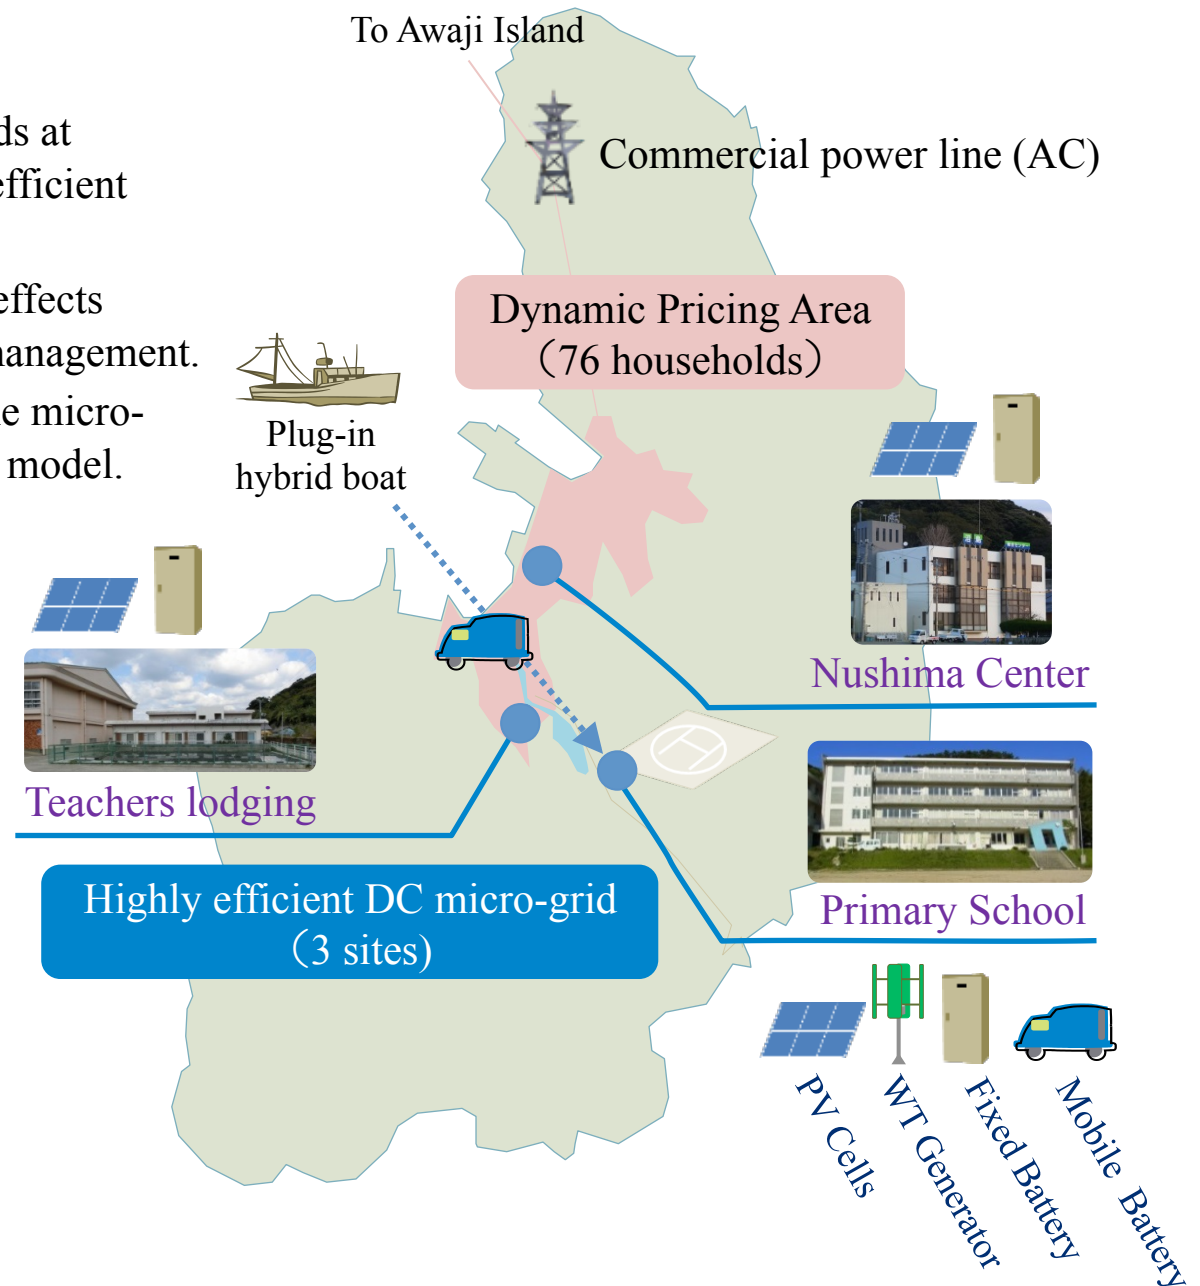 To Awaji Island
ds at
efficient
Commercial power line (AC)
effects
nanagement.
e micro-
model.
Dynamic Pricing Area
（76 households）
Plug-in
hybrid boat
Nushima Center
Teachers lodging
Highly efficient DC micro-grid
（3 sites)
Primary School
PV Cells
WT Generator
Fixed Battery
Mobile Battery